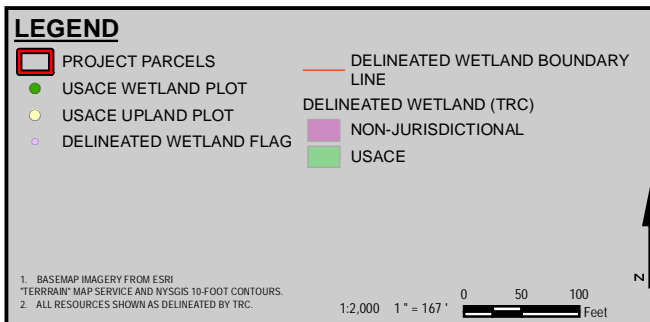 LEGEND
PROJECT PARCELS
USACE WETLAND PLOT
USACE UPLAND PLOT
DELINEATED WETLAND FLAG
DELINEATED WETLAND BOUNDARY
LINE
DELINEATED WETLAND (TRC)
NON-JURISDICTIONAL
USACE
1. BASEMAP IMAGERY FROM ESRI
"TERRRAIN" MAP SERVICE AND NYSGIS 10-FOOT CONTOURS.
2. ALL RESOURCES SHOWN AS DELINEATED BY TRC.
1:2,000 1 " = 167 '
0 50 100
Feet
N